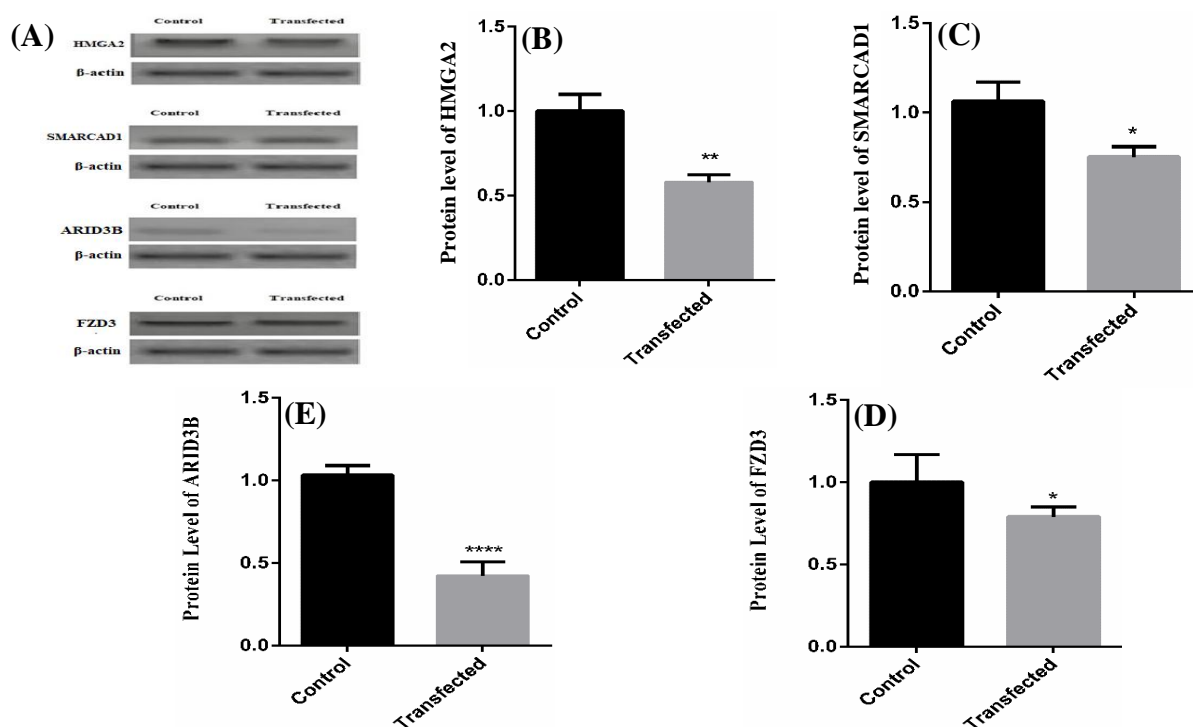 (A)
Control Transfected
HMGA2
β-actin
Control Transfected
SMARCAD1
β-actin
Control Transfected
ARID3B
β-actin
Control Transfected
FZD3
β-actin
(B)
Protein level of HMGA2
1.5
1.0
0.5
0.0
**
Control
Transfected
(C)
Protein level of SMARCAD1
1.5
1.0
0.5
0.0
*
Control
Transfected
(E)
Protein Level of ARID3B
1.5
1.0
0.5
0.0
****
Control
Transfected
(D)
Protein Level of FZD3
1.5
1.0
0.5
0.0
*
Control
Transfected